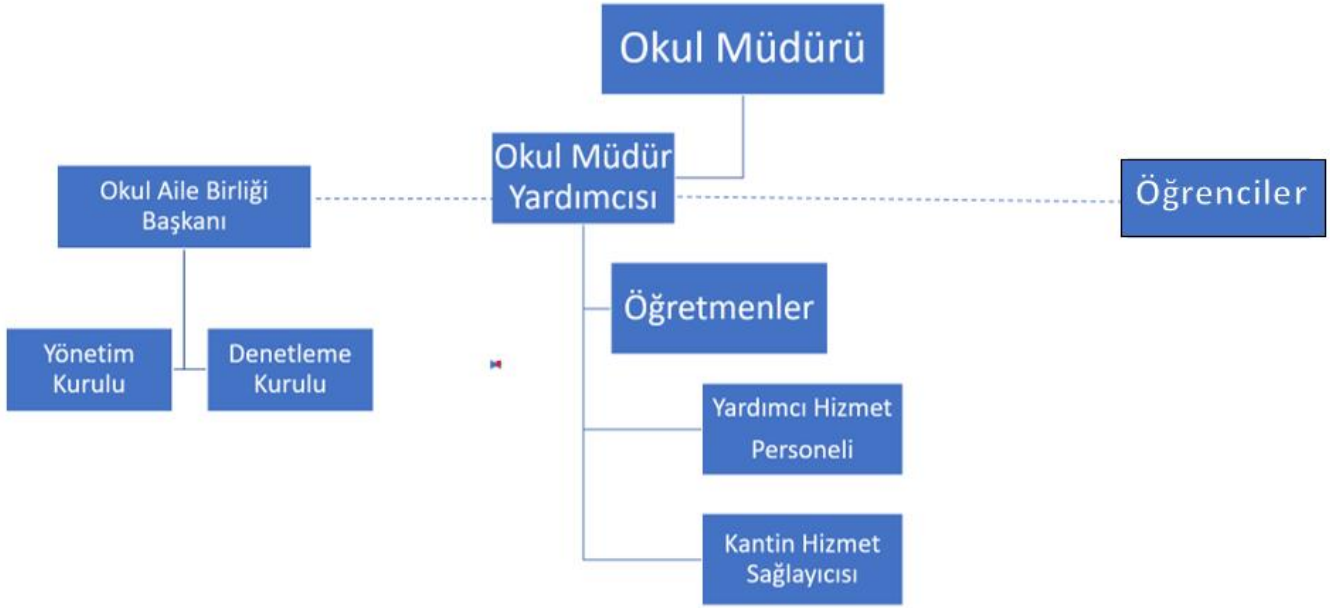 Okul Müdürü
Okul Müdür
Yardımcısı
Okul Aile Birliği
Başkanı
Öğrenciler
Öğretmenler
Yönetim
Kurulu
Denetleme
Kurulu
Yardımcı Hizmet
Personeli
Kantin Hizmet
Sağlayıcısı